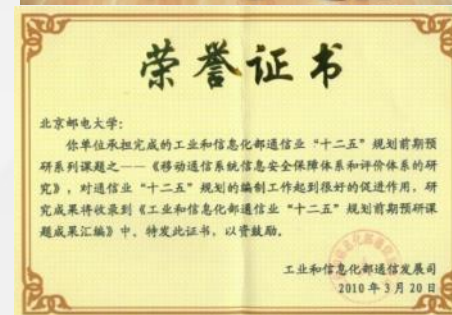 荣誉证书
北京邮电大学：
你单位承担完成的工业和信息化部通信业“十二五”规划前期预
研系列课题之——《移动通信系统信息安全保障体系和评价体系的研
究》，对通信业“十二五”规划的编制工作起到很好的促进作用，研
究成果将收录到《工业和信息化部通信业“十二五”规划前期预研课
题成果汇编》中，特发此证书，以资鼓励。
工业和信息化部通信发展司
2010年3月20日